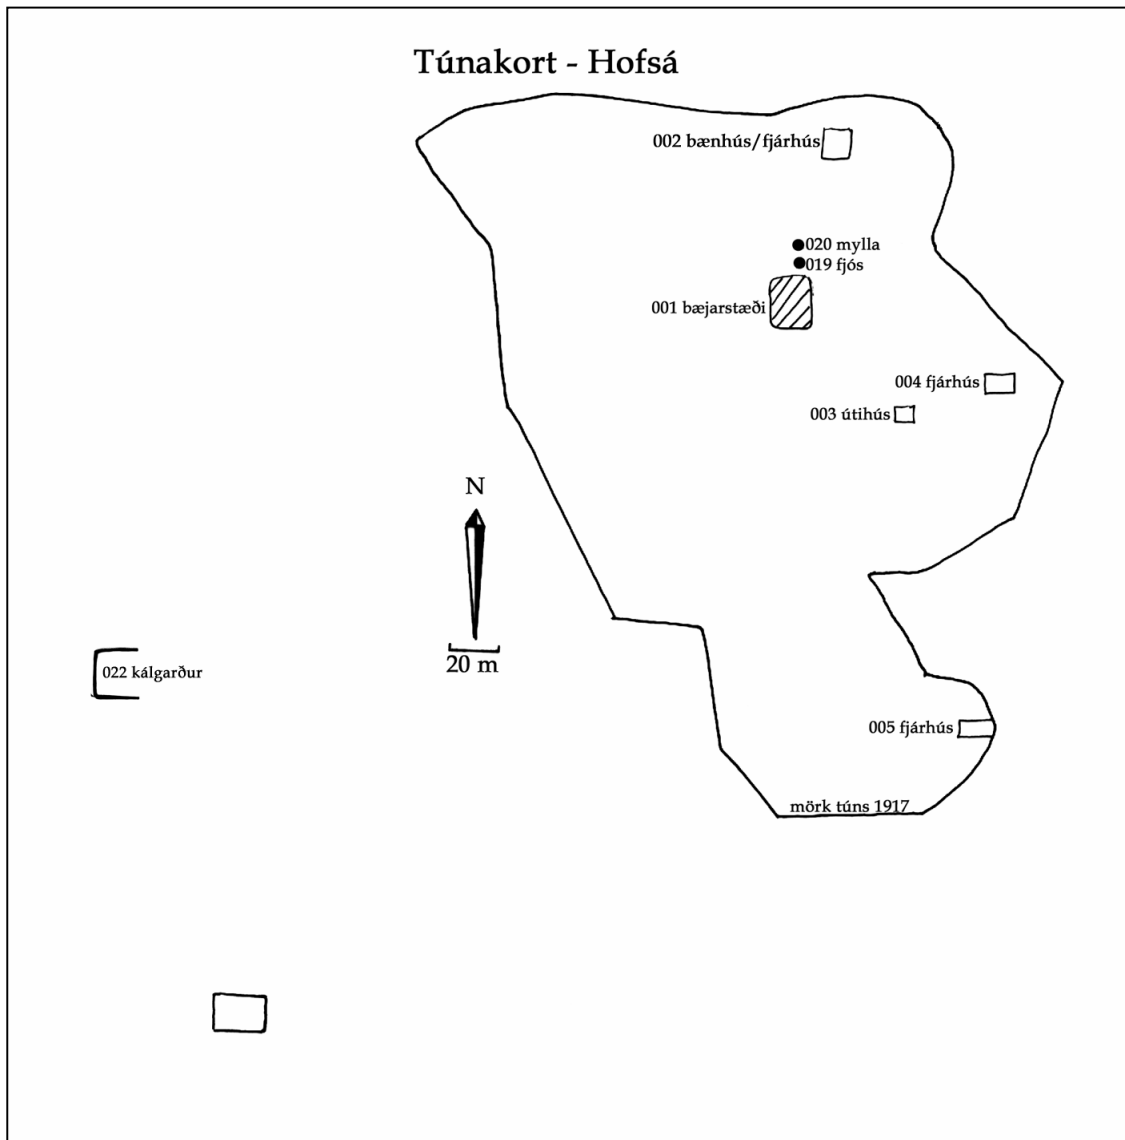 Túnakort - Hofsá
002 bænhús/fjárhús
020 mylla
019 fjós
001 bæjarstæði
004 fjárhús
003 útihús
N
20 m
022 kálgarður
005 fjárhús
mörk túns 1917